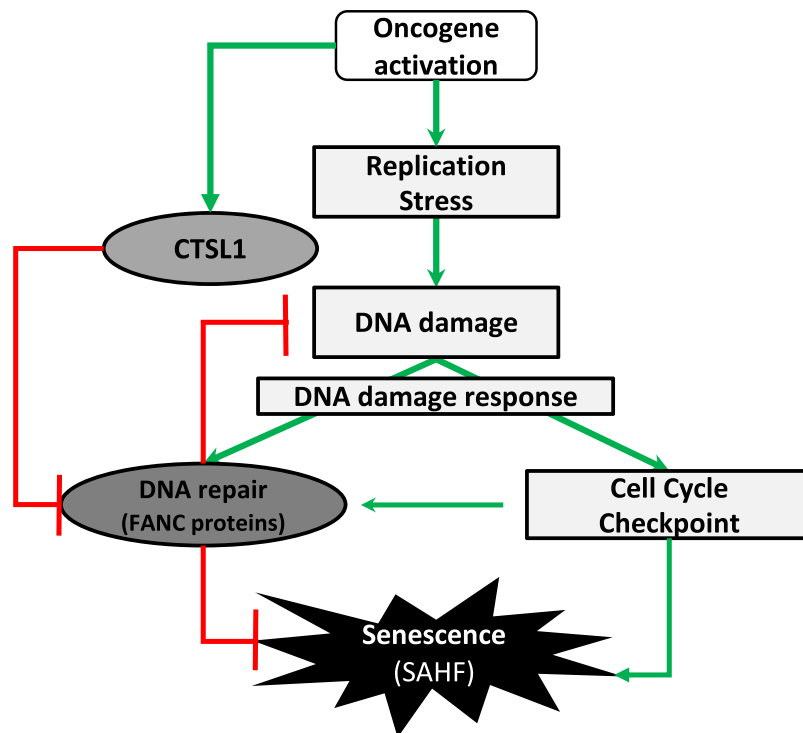 Oncogene
activation
Replication
Stress
CTSL1
DNA damage
DNA damage response
DNA repair
(FANC proteins)
Cell Cycle
Checkpoint
Senescence
(SAHF)